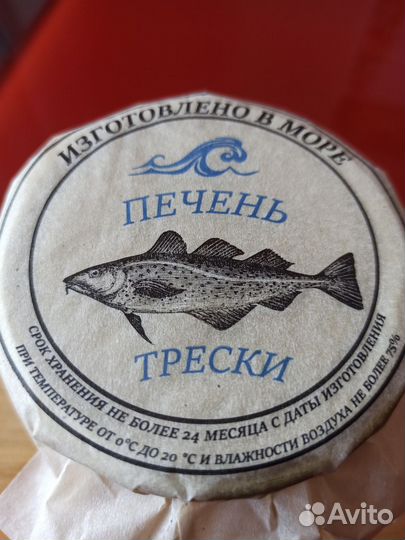 ИЗГОТОВЛЕНО В МОРЕ
ПЕЧЕНЬ
ТРЕСКИ
СРОК ХРАНЕНИЯ НЕ БОЛЕЕ 24 МЕСЯЦА С ДАТЫ ИЗГОТОВЛЕНИЯ
ПРИ ТЕМПЕРАТУРЕ ОТ 0°С ДО 20 °С И ВЛАЖНОСТИ ВОЗДУХА НЕ БОЛЕЕ 75%
Avito